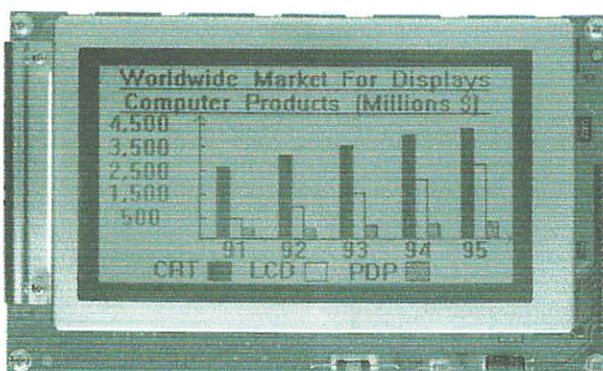 Worldwide Market For Displays
Computer Products (Millions $)
4,500
3,500
2,500
1,500
500
91 92 93 94 95
CRT LCD PDP